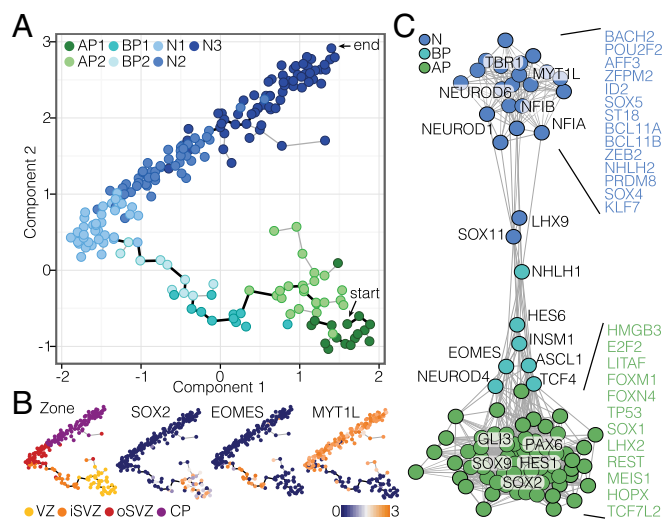 A
AP1 BP1 N1 N3
AP2 BP2 N2
end
start
Component 2
3
2
1
0
-1
-2 -1 0 1 2
Component 1
B
Zone SOX2 EOMES MYT1L
VZ iSVZ oSVZ CP
0 3
C
N
BP
AP
TBR1
MYT1L
NEUROD6
NFIB
NEUROD1
NFIA
LHX9
SOX11
NHLH1
HES6
INSM1
EOMES
ASCL1
NEUROD4
TCF4
GLI3
PAX6
SOX9 HES1
SOX2
BACH2
POU2F2
AFF3
ZFPM2
ID2
SOX5
ST18
BCL11A
BCL11B
ZEB2
NHLH2
PRDM8
SOX4
KLF7
HMGB3
E2F2
LITAF
FOXM1
FOXN4
TP53
SOX1
LHX2
REST
MEIS1
HOPX
TCF7L2